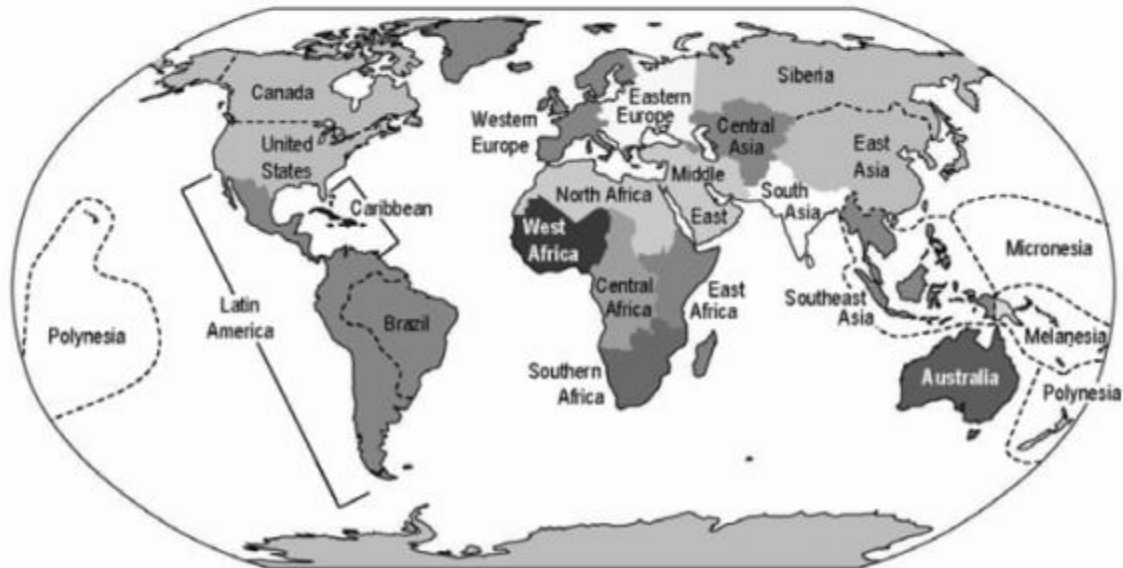 Canada
United
States
Caribbean
Latin
America
Brazil
Polynesia
Western
Europe
Eastern
Europe
Siberia
Central
Asia
East
Asia
Middle
East
South
Asia
North Africa
West
Africa
Central
Africa
East
Africa
Southern
Africa
Southeast
Asia
Micronesia
Melanesia
Australia
Polynesia